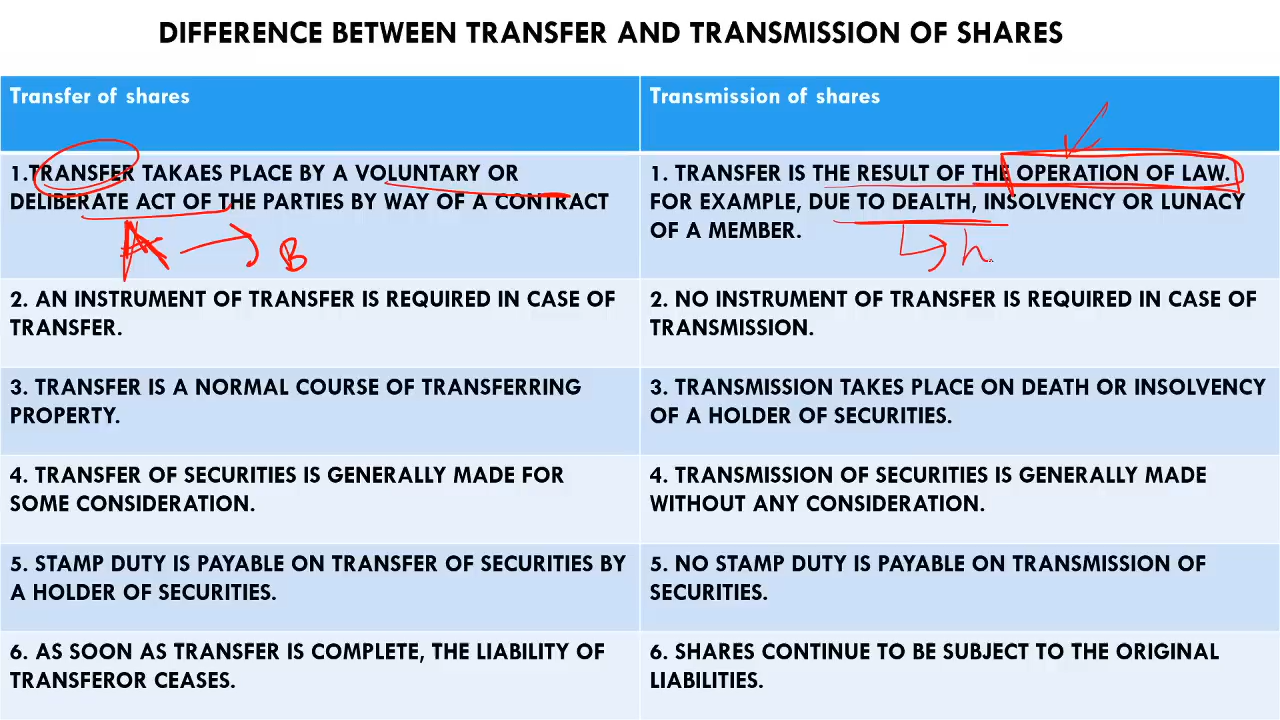 DIFFERENCE BETWEEN TRANSFER AND TRANSMISSION OF SHARES
Transfer of shares
Transmission of shares
1.TRANSFER TAKAES PLACE BY A VOLUNTARY OR
DELIBERATE ACT OF THE PARTIES BY WAY OF A CONTRACT
A B
1. TRANSFER IS THE RESULT OF THE OPERATION OF LAW.
FOR EXAMPLE, DUE TO DEALTH, INSOLVENCY OR LUNACY
OF A MEMBER.
h
2. AN INSTRUMENT OF TRANSFER IS REQUIRED IN CASE OF
TRANSFER.
2. NO INSTRUMENT OF TRANSFER IS REQUIRED IN CASE OF
TRANSMISSION.
3. TRANSFER IS A NORMAL COURSE OF TRANSFERRING
PROPERTY.
3. TRANSMISSION TAKES PLACE ON DEATH OR INSOLVENCY
OF A HOLDER OF SECURITIES.
4. TRANSFER OF SECURITIES IS GENERALLY MADE FOR
SOME CONSIDERATION.
4. TRANSMISSION OF SECURITIES IS GENERALLY MADE
WITHOUT ANY CONSIDERATION.
5. STAMP DUTY IS PAYABLE ON TRANSFER OF SECURITIES BY
A HOLDER OF SECURITIES.
5. NO STAMP DUTY IS PAYABLE ON TRANSMISSION OF
SECURITIES.
6. AS SOON AS TRANSFER IS COMPLETE, THE LIABILITY OF
TRANSFEROR CEASES.
6. SHARES CONTINUE TO BE SUBJECT TO THE ORIGINAL
LIABILITIES.